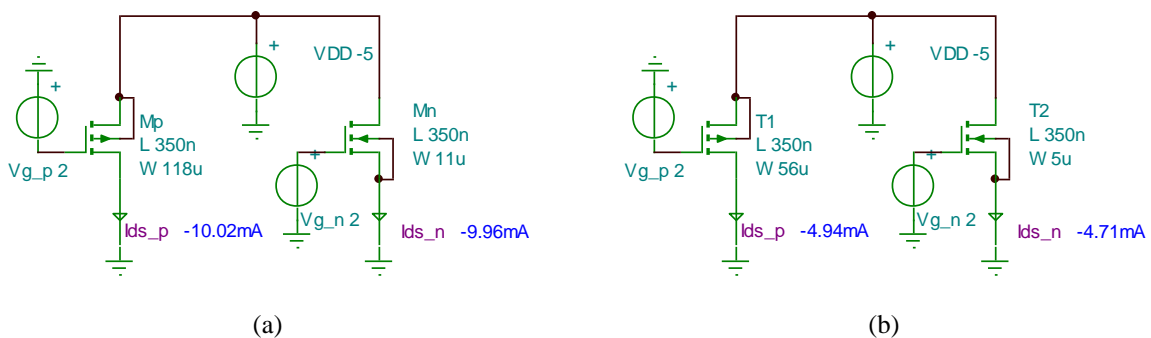 +
VDD -5
+
Mp
L 350n
W 118u
Vg_p 2
Mn
L 350n
W 11u
+
Vg_n 2
Ids_p -10.02mA
Ids_n -9.96mA
(a)
+
VDD -5
+
T1
L 350n
W 56u
Vg_p 2
T2
L 350n
W 5u
+
Vg_n 2
Ids_p -4.94mA
Ids_n -4.71mA
(b)